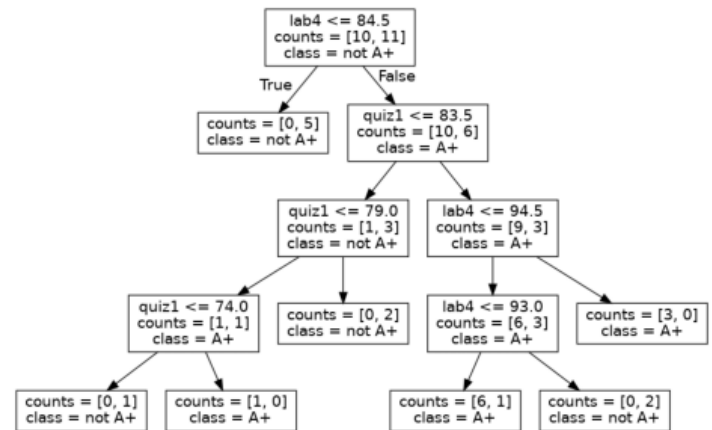 lab4 <= 84.5
counts = [10, 11]
class = not A+
True
False
counts = [0, 5]
class = not A+
quiz1 <= 83.5
counts = [10, 6]
class = A+
quiz1 <= 79.0
counts = [1, 3]
class = not A+
lab4 <= 94.5
counts = [9, 3]
class = A+
quiz1 <= 74.0
counts = [1, 1]
class = A+
counts = [0, 2]
class = not A+
lab4 <= 93.0
counts = [6, 3]
class = A+
counts = [3, 0]
class = A+
counts = [0, 1]
class = not A+
counts = [1, 0]
class = A+
counts = [6, 1]
class = A+
counts = [0, 2]
class = not A+